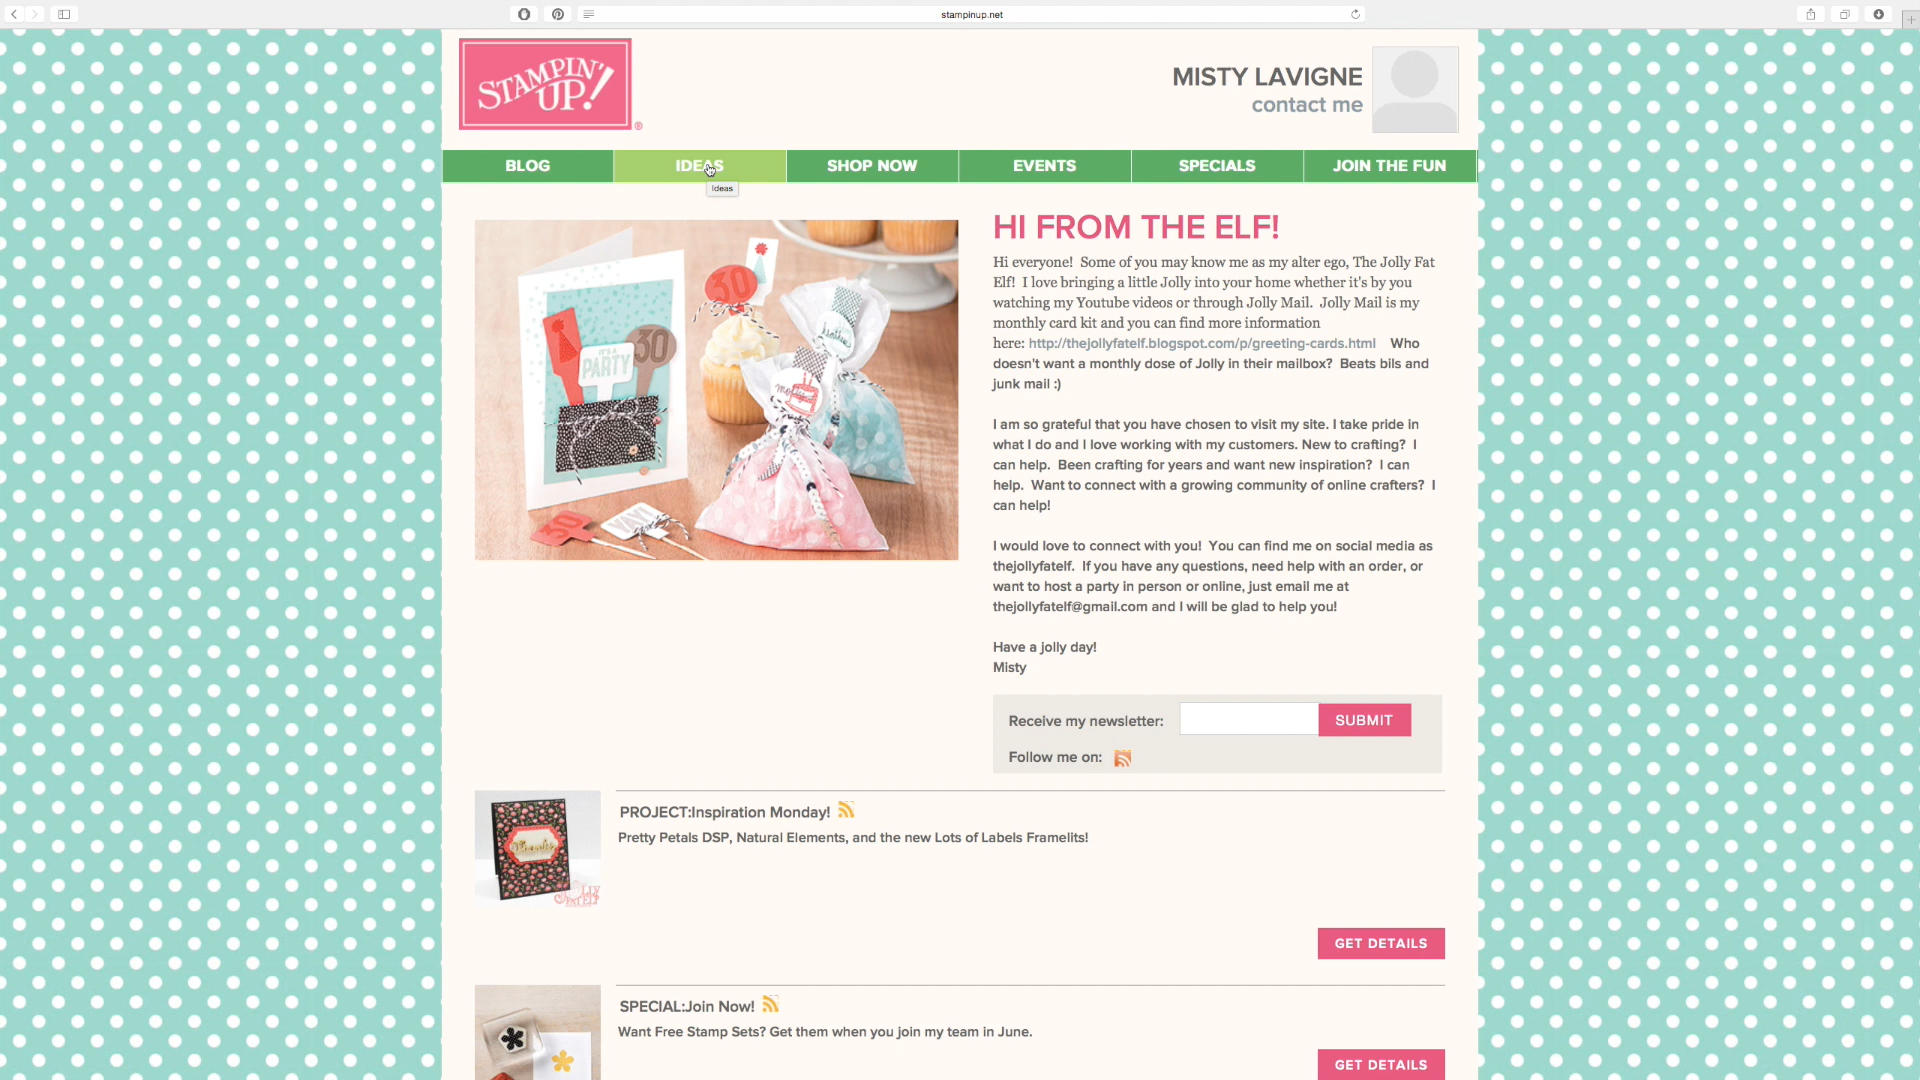 stampinup.net
STAMPIN' UP!®
MISTY LAVIGNE
contact me
BLOG
IDEAS
SHOP NOW
EVENTS
SPECIALS
JOIN THE FUN
Ideas
HI FROM THE ELF!
Hi everyone!  Some of you may know me as my alter ego, The Jolly Fat
Elf!  I love bringing a little Jolly into your home whether it's by you
watching my Youtube videos or through Jolly Mail.  Jolly Mail is my
monthly card kit and you can find more information
here: http://thejollyfatelf.blogspot.com/p/greeting-cards.html    Who
doesn't want a monthly dose of Jolly in their mailbox?  Beats bils and
junk mail :)
I am so grateful that you have chosen to visit my site. I take pride in
what I do and I love working with my customers. New to crafting?  I
can help.  Been crafting for years and want new inspiration?  I can
help.  Want to connect with a growing community of online crafters?  I
can help!
I would love to connect with you!  You can find me on social media as
thejollyfatelf.  If you have any questions, need help with an order, or
want to host a party in person or online, just email me at
thejollyfatelf@gmail.com and I will be glad to help you!
Have a jolly day!
Misty
Receive my newsletter:
SUBMIT
Follow me on:
30
IT'S A
PARTY
30
30
YAY!
PROJECT:Inspiration Monday!
Pretty Petals DSP, Natural Elements, and the new Lots of Labels Framelits!
GET DETAILS
SPECIAL:Join Now!
Want Free Stamp Sets? Get them when you join my team in June.
GET DETAILS